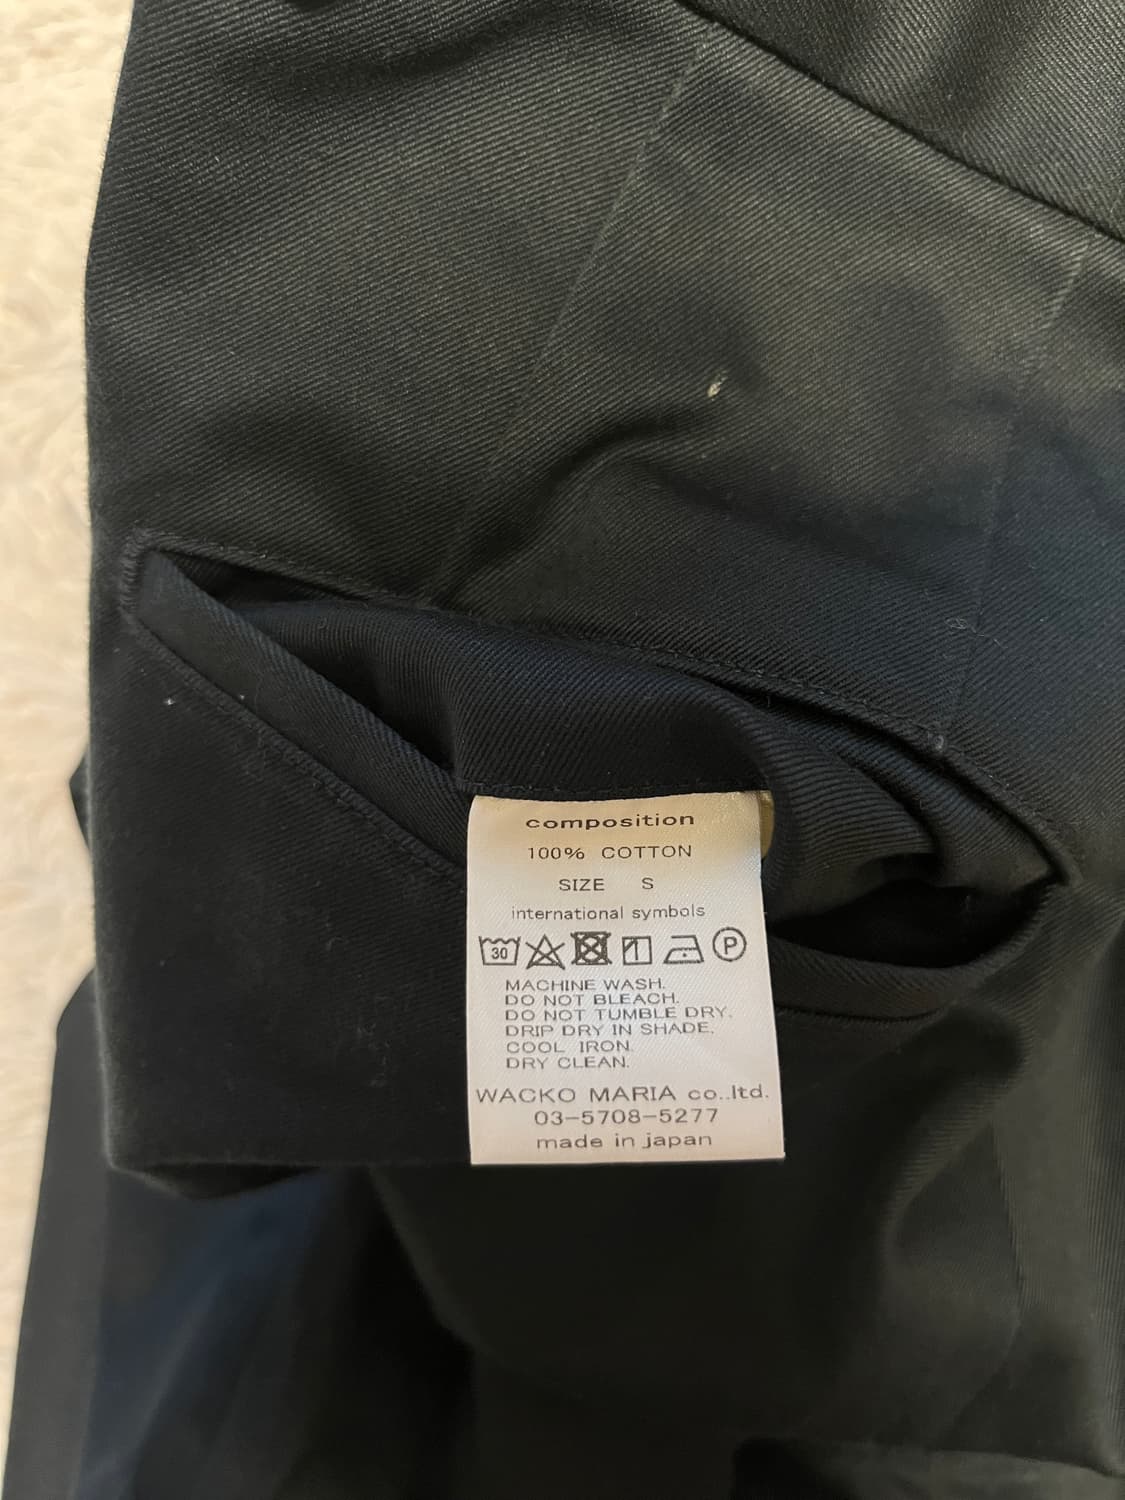 composition
100% COTTON
SIZE S
international symbols
30 P
MACHINE WASH.
DO NOT BLEACH.
DO NOT TUMBLE DRY.
DRIP DRY IN SHADE.
COOL IRON.
DRY CLEAN.
WACKO MARIA co..ltd.
03-5708-5277
made in japan